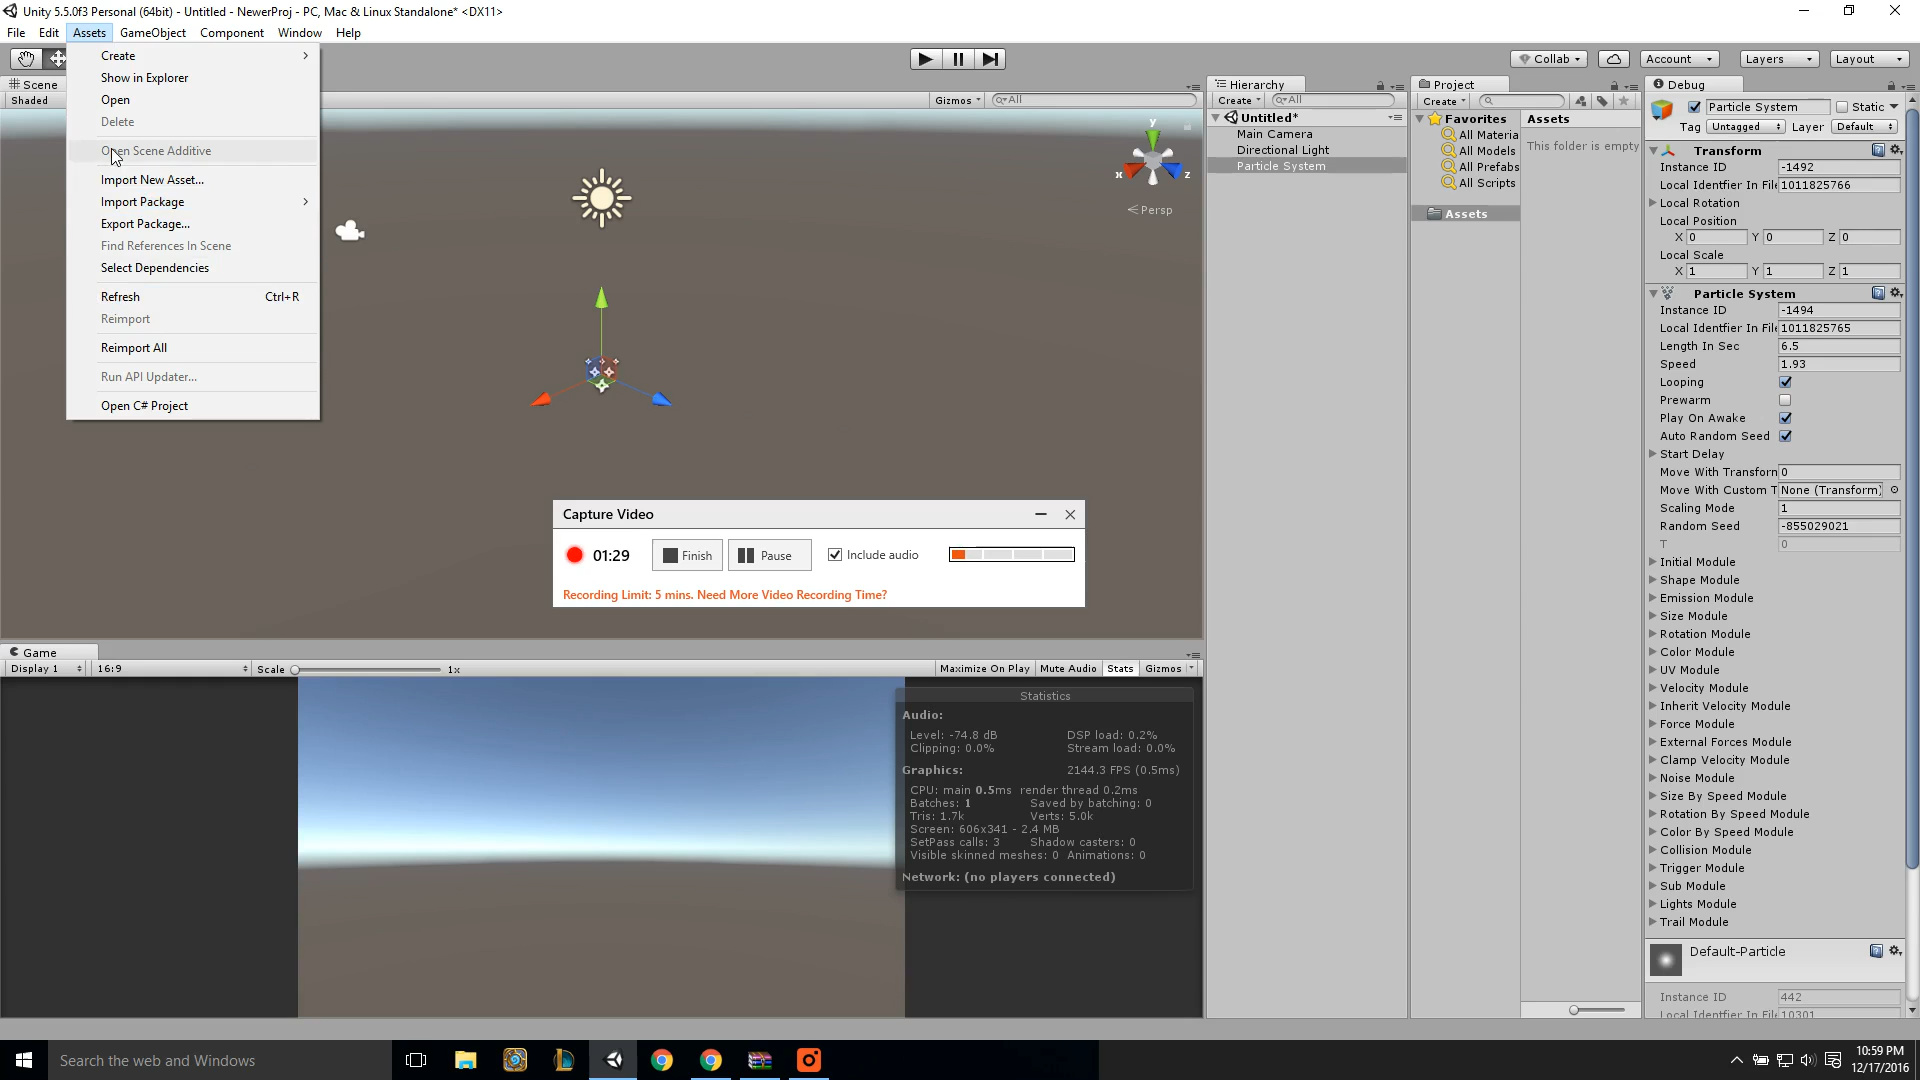 Unity 5.5.0f3 Personal (64bit) - Untitled - NewerProj - PC, Mac & Linux Standalone* <DX11>
File Edit Assets GameObject Component Window Help
Collab Account Layers Layout
Create
Show in Explorer
Open
Delete
Open Scene Additive
Import New Asset...
Import Package
Export Package...
Find References In Scene
Select Dependencies
Refresh Ctrl+R
Reimport
Reimport All
Run API Updater...
Open C# Project
Scene
Shaded
Gizmos All
y
x z
Persp
Capture Video
01:29 Finish Pause Include audio
Recording Limit: 5 mins. Need More Video Recording Time?
Game
Display 1 16:9 Scale 1x Maximize On Play Mute Audio Stats Gizmos
Statistics
Audio:
Level: -74.8 dB DSP load: 0.2%
Clipping: 0.0% Stream load: 0.0%
Graphics: 2144.3 FPS (0.5ms)
CPU: main 0.5ms render thread 0.2ms
Batches: 1 Saved by batching: 0
Tris: 1.7k Verts: 5.0k
Screen: 606x341 - 2.4 MB
SetPass calls: 3 Shadow casters: 0
Visible skinned meshes: 0 Animations: 0
Network: (no players connected)
Hierarchy
Create All
Untitled*
Main Camera
Directional Light
Particle System
Project
Create
Favorites
All Materia
All Models
All Prefabs
All Scripts
Assets
Assets
This folder is empty
Debug
Particle System Static
Tag Untagged Layer Default
Transform
Instance ID -1492
Local Identfier In File 1011825766
Local Rotation
Local Position
X 0 Y 0 Z 0
Local Scale
X 1 Y 1 Z 1
Particle System
Instance ID -1494
Local Identfier In File 1011825765
Length In Sec 6.5
Speed 1.93
Looping
Prewarm
Play On Awake
Auto Random Seed
Start Delay
Move With Transforn 0
Move With Custom T None (Transform)
Scaling Mode 1
Random Seed -855029021
T 0
Initial Module
Shape Module
Emission Module
Size Module
Rotation Module
Color Module
UV Module
Velocity Module
Inherit Velocity Module
Force Module
External Forces Module
Clamp Velocity Module
Noise Module
Size By Speed Module
Rotation By Speed Module
Color By Speed Module
Collision Module
Trigger Module
Sub Module
Lights Module
Trail Module
Default-Particle
Instance ID 442
Local Identfier In File 10301
Search the web and Windows
10:59 PM
12/17/2016